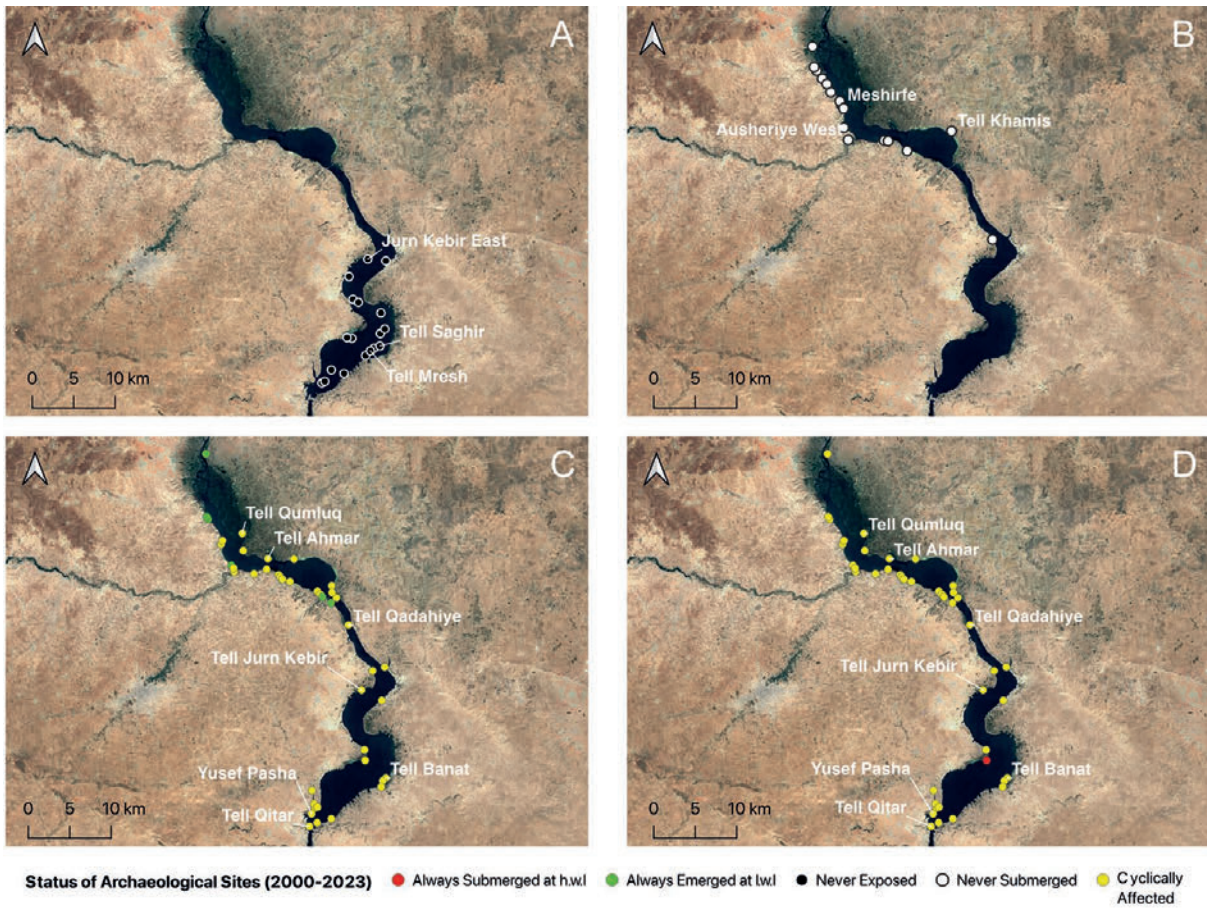 A
Jurn Kebir East
Tell Saghir
Tell Mresh
0 5 10 km
B
Meshirfe
Tell Khamis
Ausheriye West
0 5 10 km
C
Tell Qumluq
Tell Ahmar
Tell Qadahiye
Tell Jurn Kebir
Yusef Pasha
Tell Banat
Tell Qitar
0 5 10 km
D
Tell Qumluq
Tell Ahmar
Tell Qadahiye
Tell Jurn Kebir
Yusef Pasha
Tell Banat
Tell Qitar
0 5 10 km
Status of Archaeological Sites (2000-2023) Always Submerged at h.w.l Always Emerged at l.w.l Never Exposed Never Submerged Cyclically
Affected